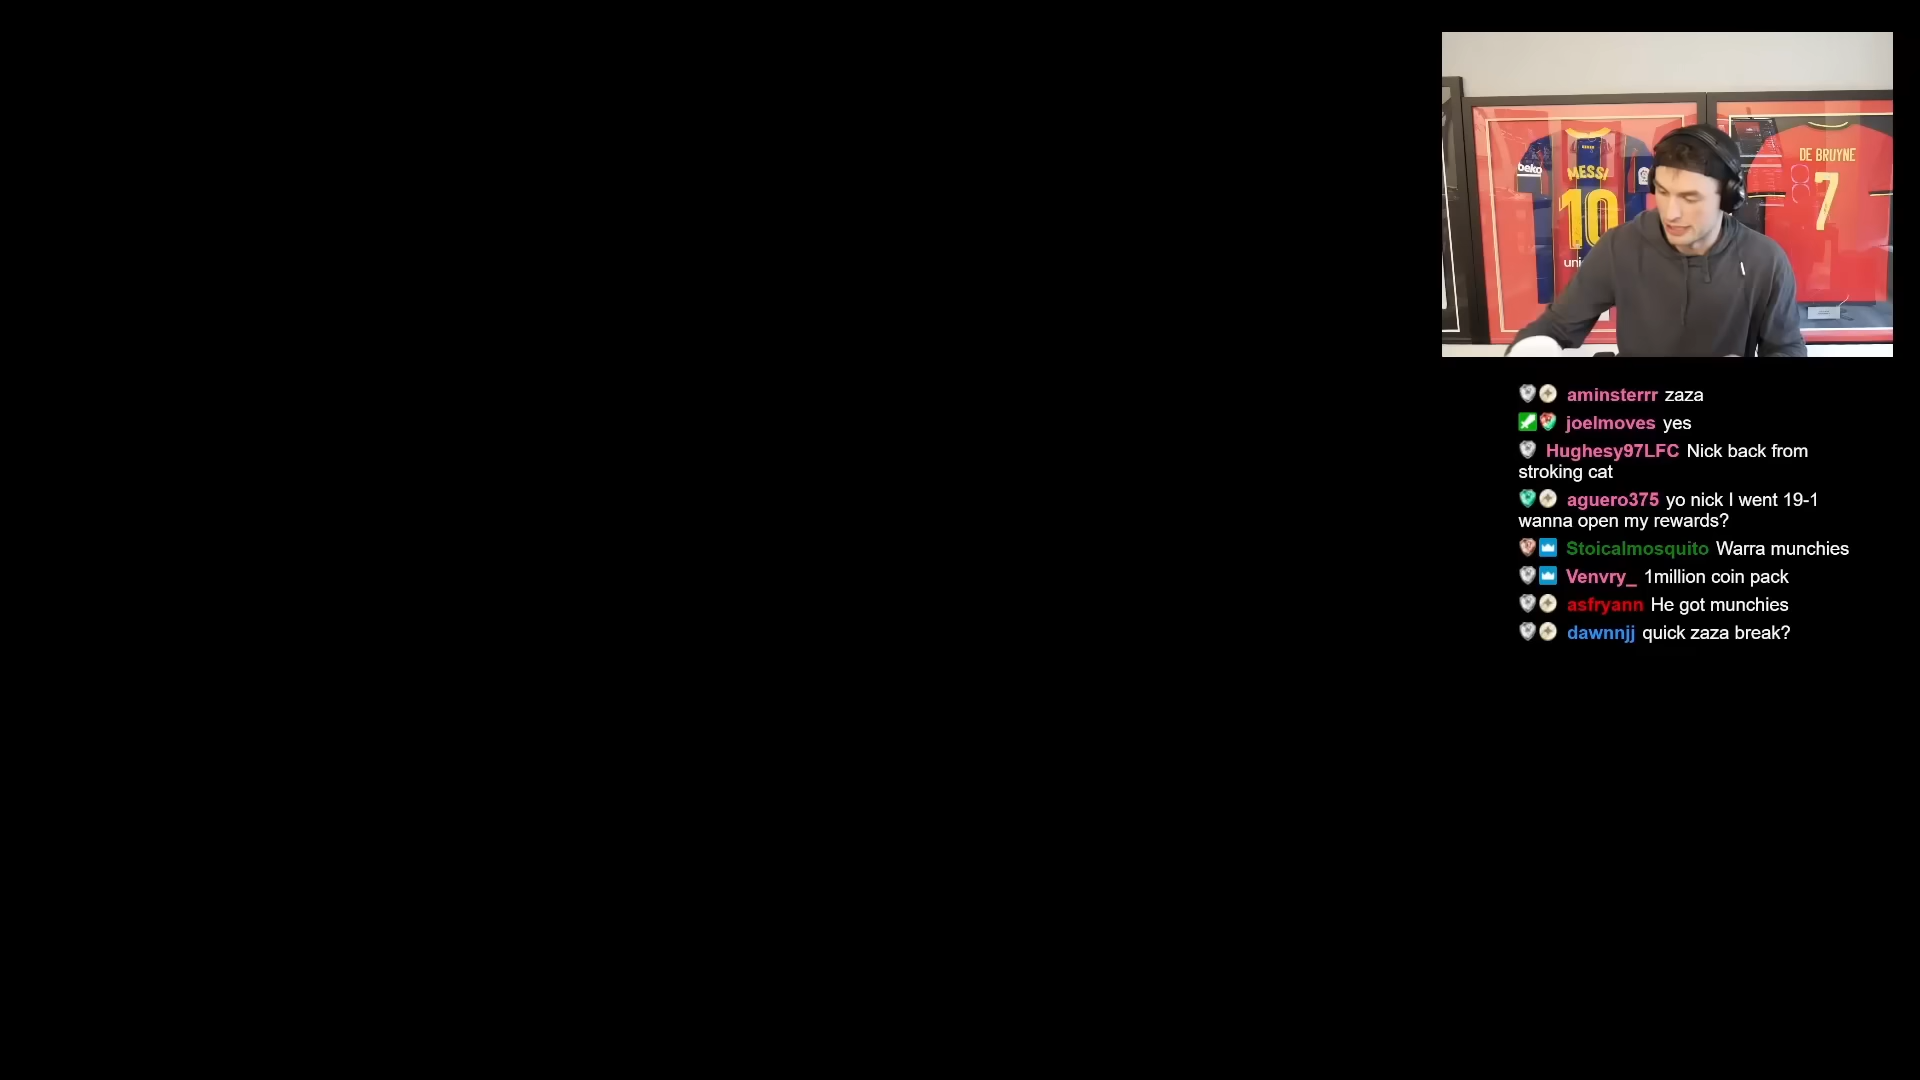 beko
MESSI
10
uni
DE BRUYNE
7
aminsterrr zaza
joelmoves yes
Hughesy97LFC Nick back from
stroking cat
aguero375 yo nick I went 19-1
wanna open my rewards?
Stoicalmosquito Warra munchies
Venvry_ 1million coin pack
asfryann He got munchies
dawnnjj quick zaza break?